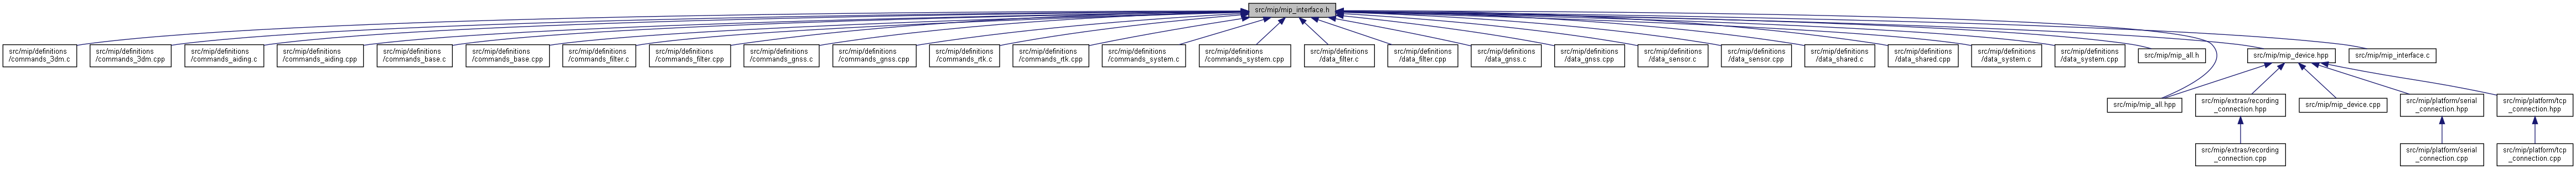 src/mip/mip_interface.h
src/mip/definitions
/commands_3dm.c
src/mip/definitions
/commands_3dm.cpp
src/mip/definitions
/commands_aiding.c
src/mip/definitions
/commands_aiding.cpp
src/mip/definitions
/commands_base.c
src/mip/definitions
/commands_base.cpp
src/mip/definitions
/commands_filter.c
src/mip/definitions
/commands_filter.cpp
src/mip/definitions
/commands_gnss.c
src/mip/definitions
/commands_gnss.cpp
src/mip/definitions
/commands_rtk.c
src/mip/definitions
/commands_rtk.cpp
src/mip/definitions
/commands_system.c
src/mip/definitions
/commands_system.cpp
src/mip/definitions
/data_filter.c
src/mip/definitions
/data_filter.cpp
src/mip/definitions
/data_gnss.c
src/mip/definitions
/data_gnss.cpp
src/mip/definitions
/data_sensor.c
src/mip/definitions
/data_sensor.cpp
src/mip/definitions
/data_shared.c
src/mip/definitions
/data_shared.cpp
src/mip/definitions
/data_system.c
src/mip/definitions
/data_system.cpp
src/mip/mip_all.h
src/mip/mip_device.hpp
src/mip/mip_interface.c
src/mip/mip_all.hpp
src/mip/extras/recording
_connection.hpp
src/mip/mip_device.cpp
src/mip/platform/serial
_connection.hpp
src/mip/platform/tcp
_connection.hpp
src/mip/extras/recording
_connection.cpp
src/mip/platform/serial
_connection.cpp
src/mip/platform/tcp
_connection.cpp